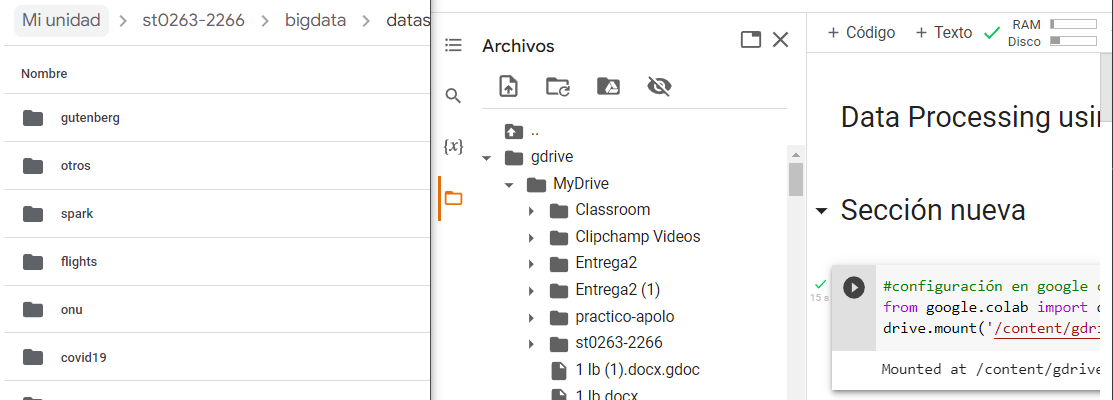 Mi unidad > st0263-2266 > bigdata > datas
Nombre
gutenberg
otros
spark
flights
onu
covid19
Archivos
{x}
..
gdrive
MyDrive
Classroom
Clipchamp Videos
Entrega2
Entrega2 (1)
practico-apolo
st0263-2266
1 lb (1).docx.gdoc
1 lb.docx
+ Código + Texto
RAM
Disco
Data Processing usin
Sección nueva
15 s
#configuración en google c
from google.colab import d
drive.mount('/content/gdri
Mounted at /content/gdrive